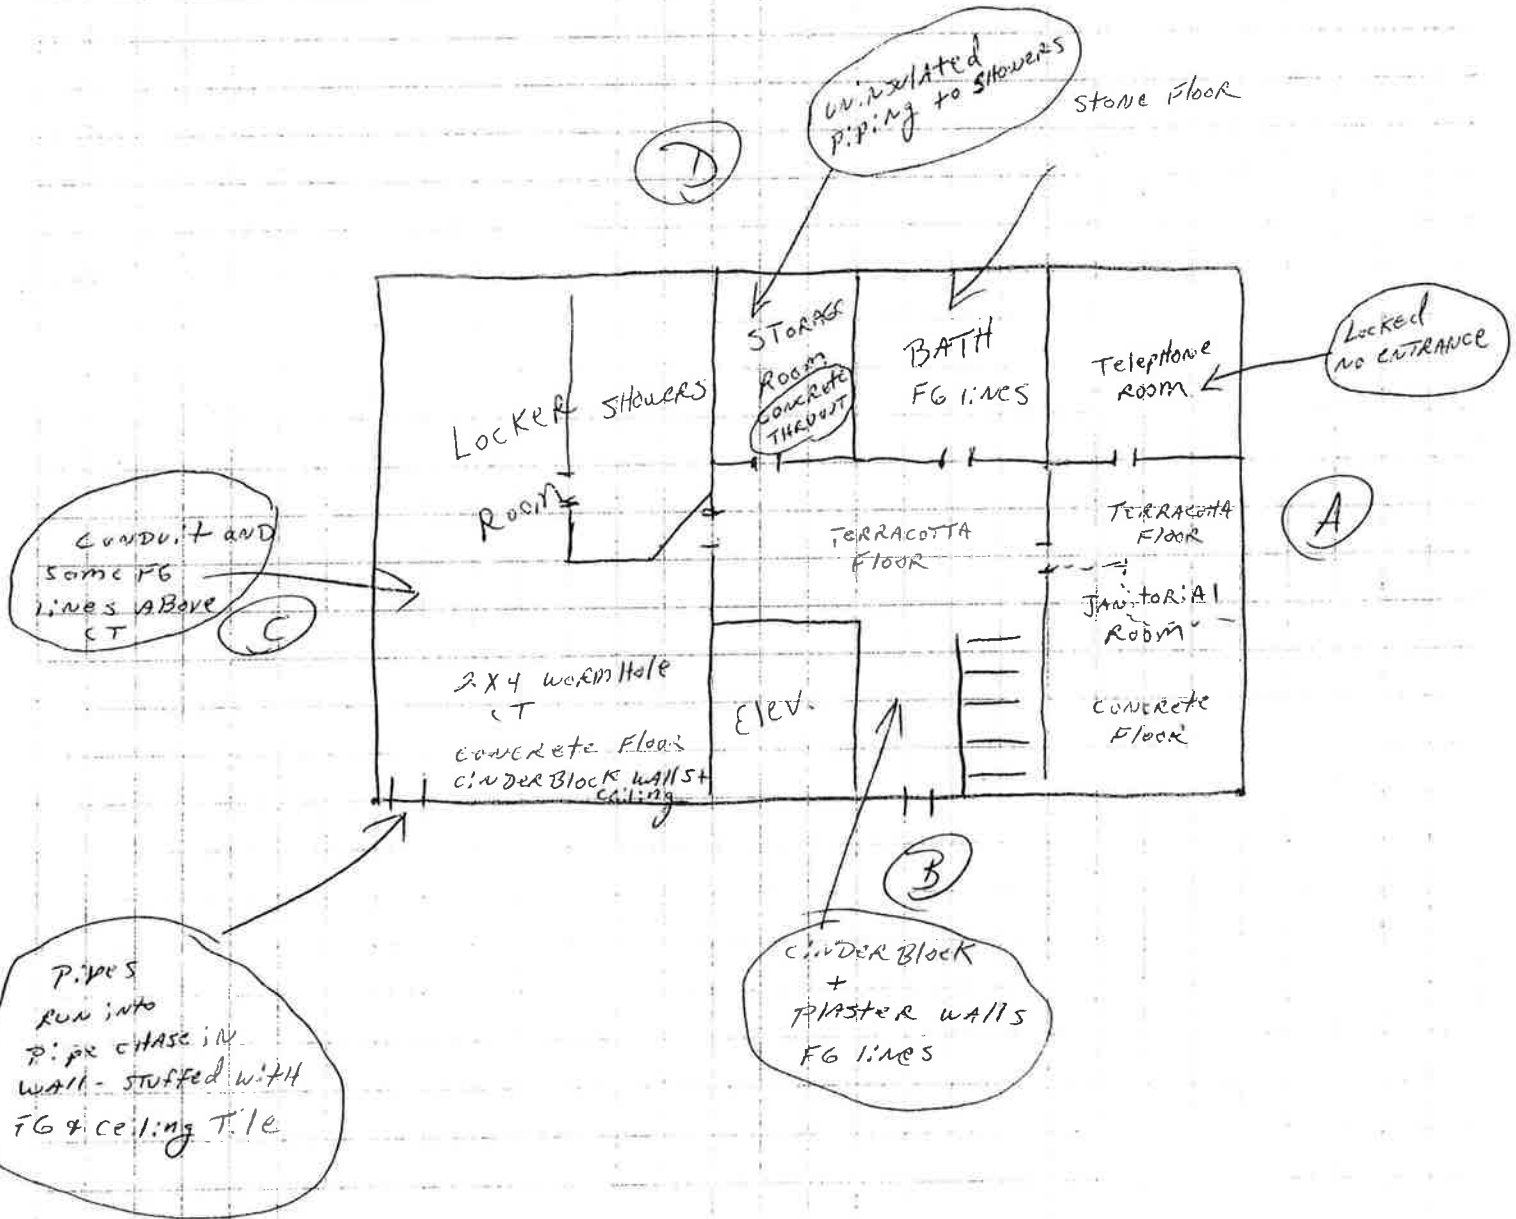 UNiNSulAted
PiPiNg to SHOWERS
StONe FlooR
D
STORAGE
ROOM
CONCRETE
THRUOUT
BATH
FG liNES
TelepHoNe
ROOM
Locked
NO ENTRANCE
LOCKER
ROOM
SHOWERS
CONDUit AND
Some FG
LiNES ABove
CT
C
TERRACOTTA
FlooR
TERRACOTTA
FlooR
A
JANitORiAl
ROOM
CONCRete
FlooR
2 X 4 WORMHole
CT
CONCRete FlooR
CiNDERBlocK WAllS +
Ceiling
Elev.
B
PiPeS
RUN iNto
PiPe CHASE iN
WAll - STUFFed witH
FG & ceiling Tile
CiNDER BlocK
+
PlASteR WAllS
FG liNES